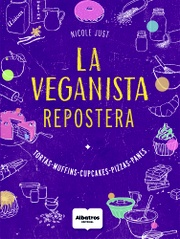 NICOLE JUST
LA
VEGANISTA
REPOSTERA
TORTAS·MUFFINS·CUPCAKES·PIZZAS·PANES
Albatros